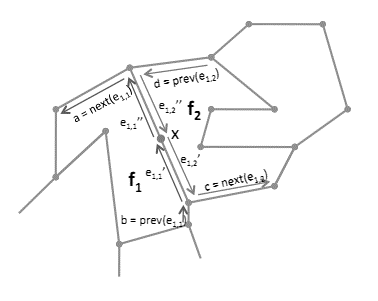 d = prev(e1,2)
a = next(e1,1)
e1,2''
f2
e1,1''
x
e1,2'
e1,1'
f1
c = next(e1,2)
b = prev(e1,1)